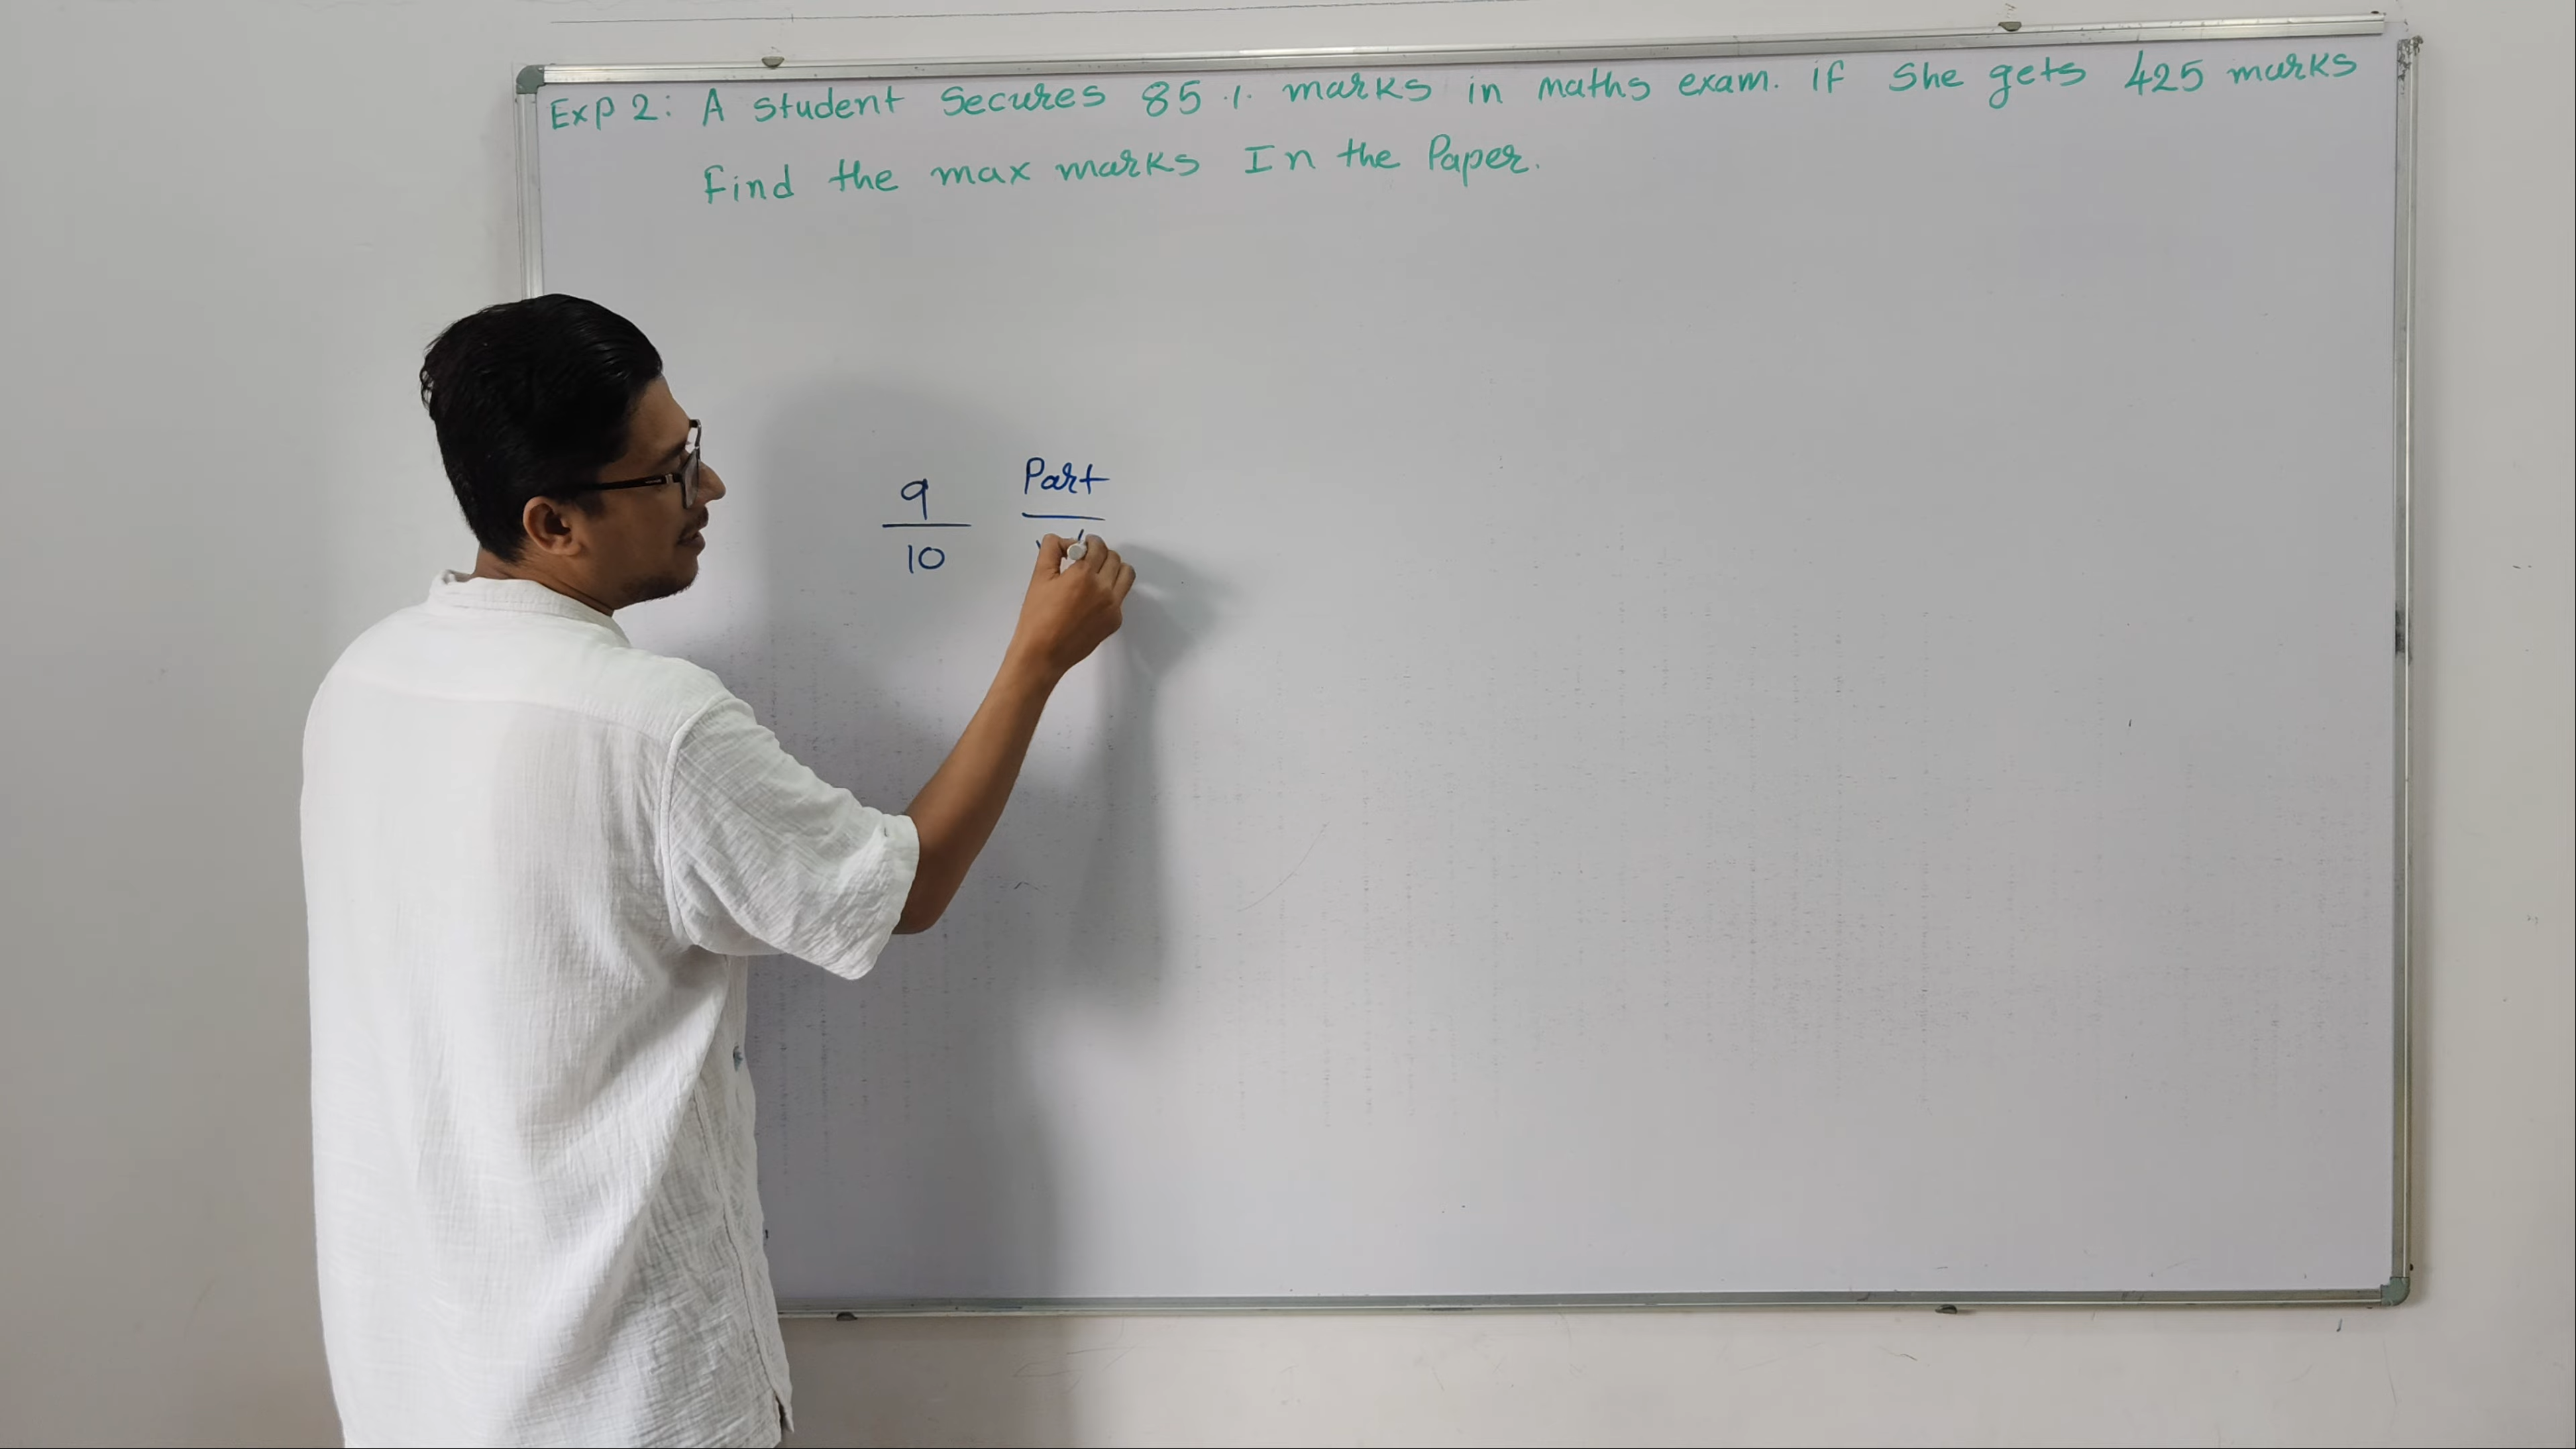 Exp 2: A student secures 85 % marks in maths exam. if she gets 425 marks
Find the max marks In the Paper.
9 Part
10